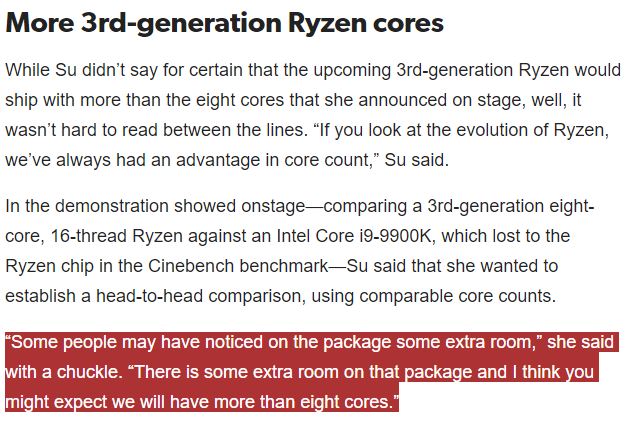 More 3rd-generation Ryzen cores
While Su didn’t say for certain that the upcoming 3rd-generation Ryzen would
ship with more than the eight cores that she announced on stage, well, it
wasn’t hard to read between the lines. “If you look at the evolution of Ryzen,
we’ve always had an advantage in core count,” Su said.
In the demonstration showed onstage—comparing a 3rd-generation eight-
core, 16-thread Ryzen against an Intel Core i9-9900K, which lost to the
Ryzen chip in the Cinebench benchmark—Su said that she wanted to
establish a head-to-head comparison, using comparable core counts.
“Some people may have noticed on the package some extra room,” she said
with a chuckle. “There is some extra room on that package and I think you
might expect we will have more than eight cores.”